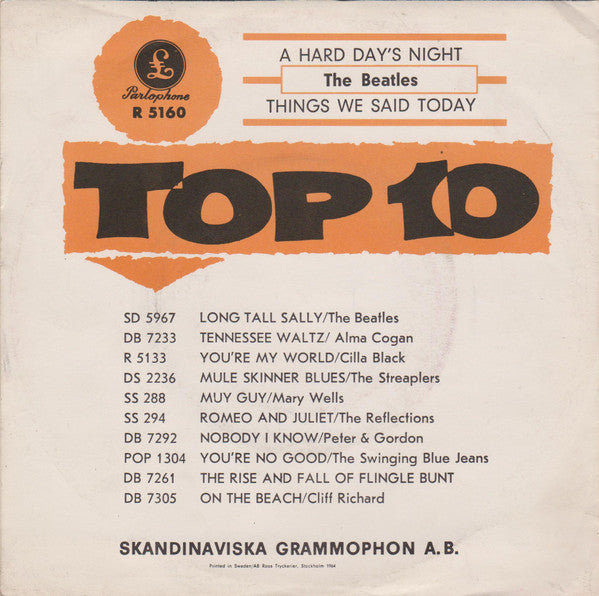 £
Parlophone
R 5160
A HARD DAY'S NIGHT
The Beatles
THINGS WE SAID TODAY
TOP 10
SD 5967 LONG TALL SALLY/The Beatles
DB 7233 TENNESSEE WALTZ/ Alma Cogan
R 5133 YOU'RE MY WORLD/Cilla Black
DS 2236 MULE SKINNER BLUES/The Streaplers
SS 288 MUY GUY/Mary Wells
SS 294 ROMEO AND JULIET/The Reflections
DB 7292 NOBODY I KNOW/Peter & Gordon
POP 1304 YOU'RE NO GOOD/The Swinging Blue Jeans
DB 7261 THE RISE AND FALL OF FLINGLE BUNT
DB 7305 ON THE BEACH/Cliff Richard
SKANDINAVISKA GRAMMOPHON A.B.
Printed in Sweden/AB Roos Tryckerier, Stockholm 1964